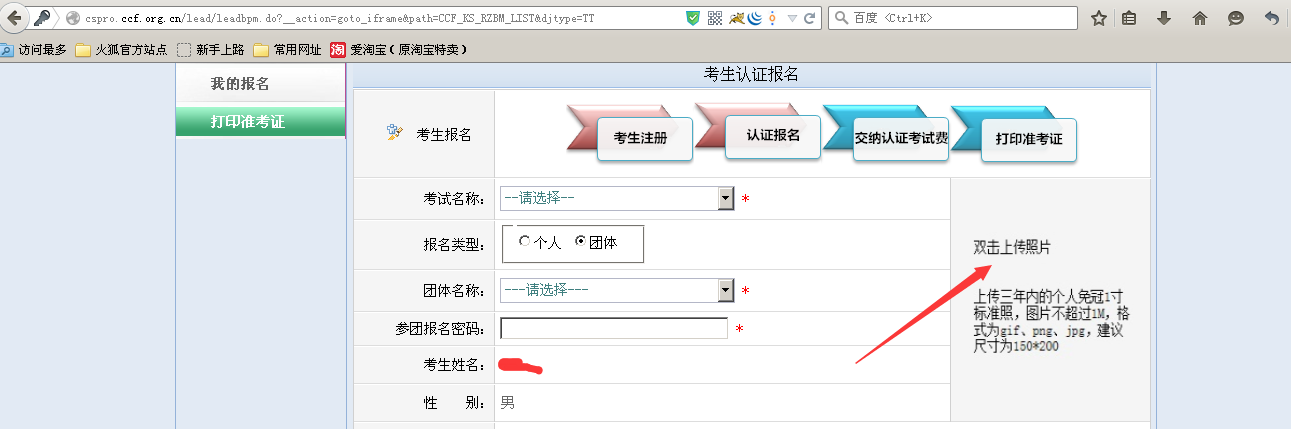 cspro.ccf.org.cn/lead/leadbpm.do?__action=goto_iframe&path=CCF_KS_RZBM_LIST&djtype=TT
百度 <Ctrl+K>
访问最多 火狐官方站点 新手上路 常用网址 淘 爱淘宝（原淘宝特卖）
我的报名
打印准考证
考生认证报名
考生报名
考生注册 认证报名 交纳认证考试费 打印准考证
考试名称： --请选择-- *
报名类型： 个人 团体
团体名称： ---请选择--- *
参团报名密码： *
考生姓名：
性 别： 男
双击上传照片
上传三年内的个人免冠1寸
标准照，图片不超过1M，格
式为gif、png、jpg，建议
尺寸为150*200